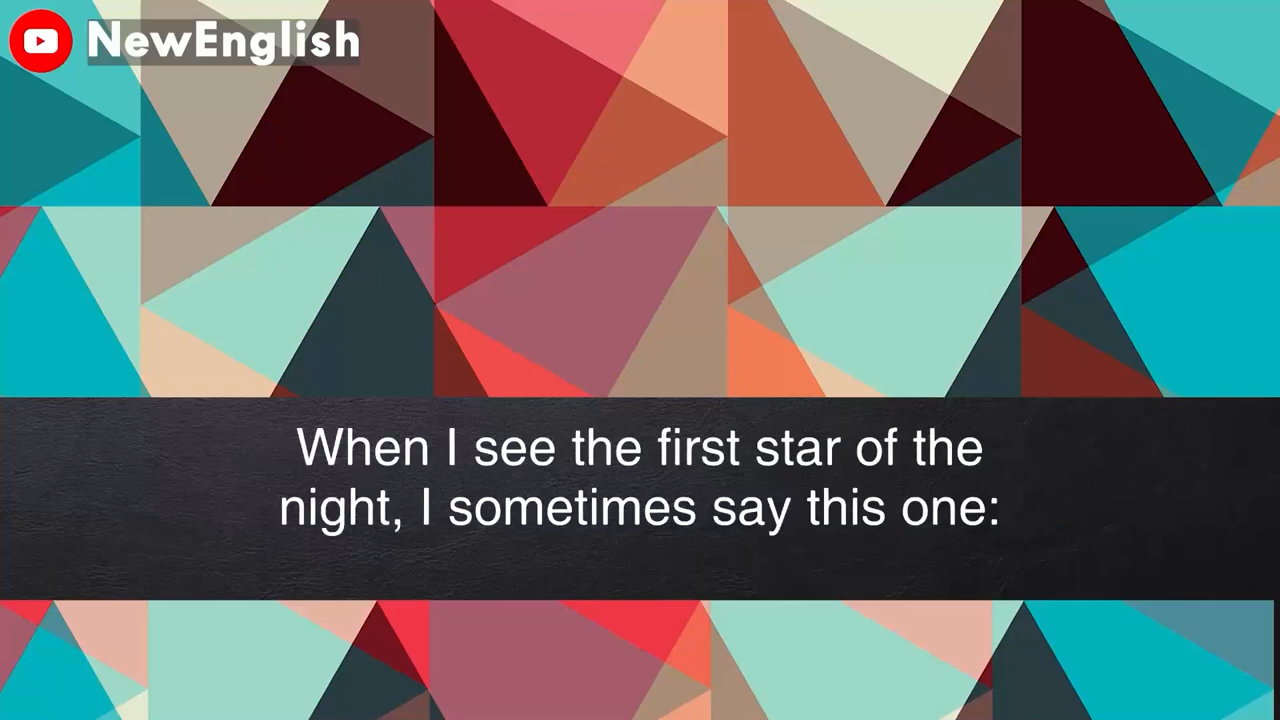 NewEnglish
When I see the first star of the
night, I sometimes say this one: